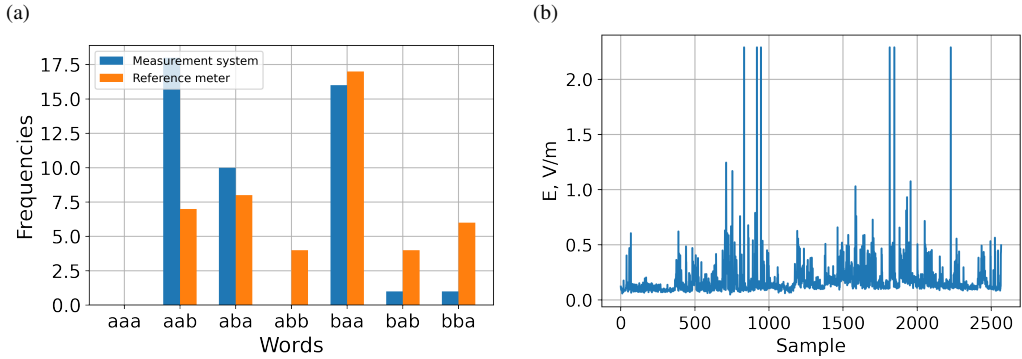 (a)
Measurement system
Reference meter
17.5
15.0
12.5
10.0
7.5
5.0
2.5
0.0
Frequencies
aaa aab aba abb baa bab bba
Words
(b)
2.0
1.5
1.0
0.5
0.0
E, V/m
0 500 1000 1500 2000 2500
Sample